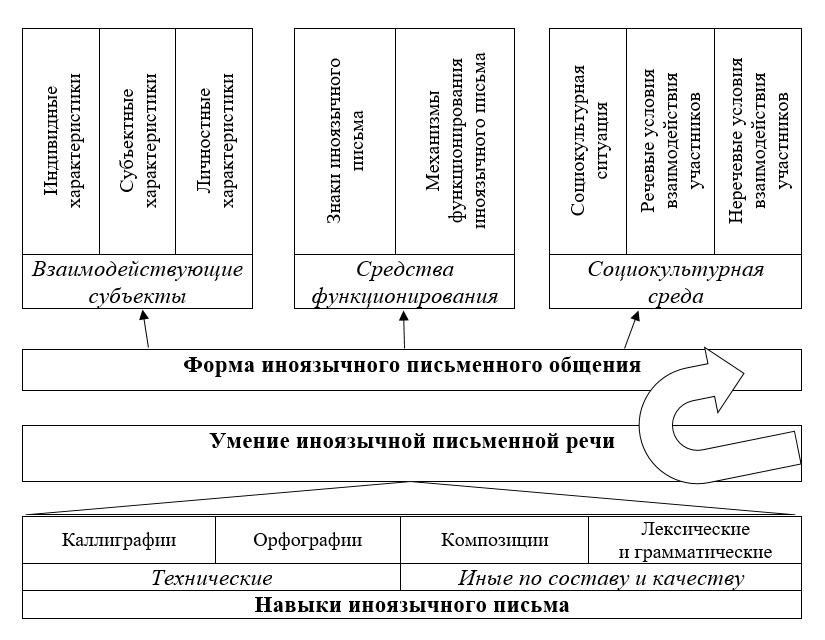 Индивидные
характеристики
Субъектные
характеристики
Личностные
характеристики
Знаки иноязычного
письма
Механизмы
функционирования
иноязычного письма
Социокультурная
ситуация
Речевые условия
взаимодействия
участников
Неречевые условия
взаимодействия
участников
Взаимодействующие
субъекты
Средства
функционирования
Социокультурная
среда
Форма иноязычного письменного общения
Умение иноязычной письменной речи
Каллиграфии
Орфографии
Композиции
Лексические
и грамматические
Технические
Иные по составу и качеству
Навыки иноязычного письма